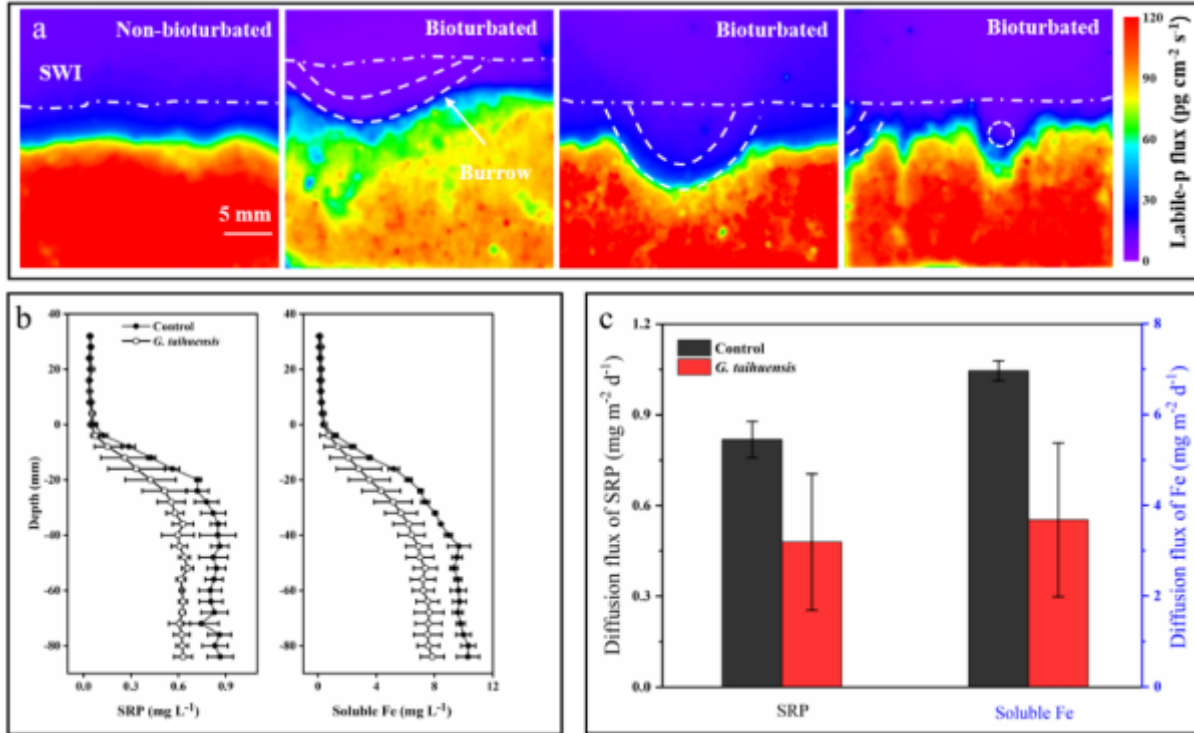 a
Non-bioturbated
Bioturbated
Bioturbated
Bioturbated
SWI
Burrow
5 mm
120
90
60
30
0
Labile-p flux (pg cm⁻² s⁻¹)
b
Control
G. taihuensis
40
20
0
-20
-40
-60
-80
Depth (mm)
0.0 0.3 0.6 0.9
SRP (mg L⁻¹)
40
20
0
-20
-40
-60
-80
0 4 8 12
Soluble Fe (mg L⁻¹)
c
Control
G. taihuensis
1.2
0.9
0.6
0.3
0.0
Diffusion flux of SRP (mg m⁻² d⁻¹)
8
6
4
2
0
Diffusion flux of Fe (mg m⁻² d⁻¹)
SRP
Soluble Fe